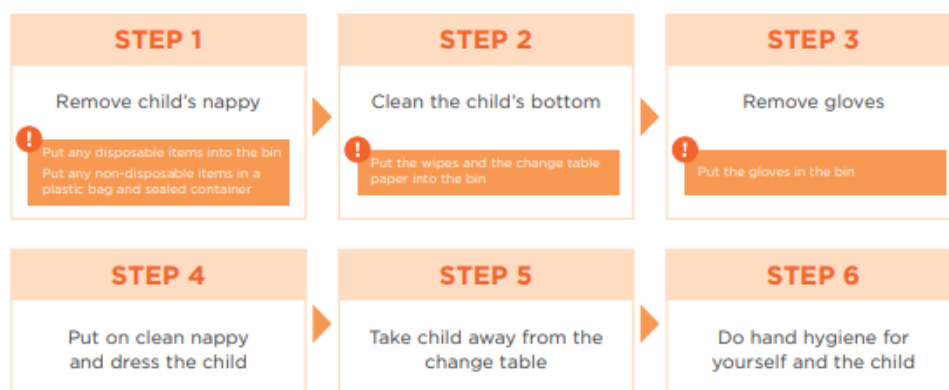 STEP 1
Remove child's nappy
!
Put any disposable items into the bin
Put any non-disposable items in a
plastic bag and sealed container
STEP 2
Clean the child's bottom
!
Put the wipes and the change table
paper into the bin
STEP 3
Remove gloves
!
Put the gloves in the bin
STEP 4
Put on clean nappy
and dress the child
STEP 5
Take child away from the
change table
STEP 6
Do hand hygiene for
yourself and the child